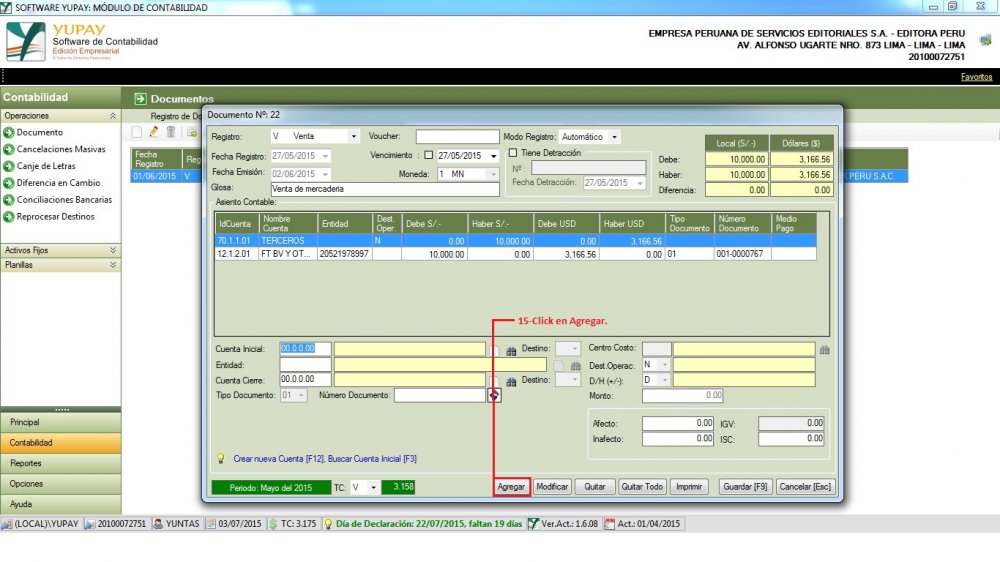 SOFTWARE YUPAY: MÓDULO DE CONTABILIDAD
YUPAY
Software de Contabilidad
Edición Empresarial
EMPRESA PERUANA DE SERVICIOS EDITORIALES S.A. - EDITORA PERU
AV. ALFONSO UGARTE NRO. 873 LIMA - LIMA - LIMA
20100072751
Favoritos
Contabilidad
Operaciones
Documento
Cancelaciones Masivas
Canje de Letras
Diferencia en Cambio
Conciliaciones Bancarias
Reprocesar Destinos
Activos Fijos
Planillas
Principal
Contabilidad
Reportes
Opciones
Ayuda
Documentos
Registro de Do
Fecha Registro
Reg
01/06/2015 V
PERU S.A.C.
Documento Nº: 22
Registro: V Venta Voucher: Modo Registro: Automático
Fecha Registro: 27/05/2015 Vencimiento : 27/05/2015 Tiene Detracción
Nº :
Fecha Emisión: 02/06/2015 Moneda: 1 MN Fecha Detracción: 27/05/2015
Glosa: Venta de mercaderia
Local (S/.-) Dólares ($)
Debe: 10,000.00 3,166.56
Haber: 10,000.00 3,166.56
Diferencia: 0.00 0.00
Asiento Contable:
IdCuenta Nombre Cuenta Entidad Dest. Oper. Debe S/.- Haber S/.- Debe USD Haber USD Tipo Documento Número Documento Medio Pago
70.1.1.01 TERCEROS N 0.00 10,000.00 0.00 3,166.56
12.1.2.01 FT BV Y OT... 20521978997 10,000.00 0.00 3,166.56 0.00 01 001-0000767
15-Click en Agregar.
Cuenta Inicial: 00.0.0.00 Destino: Centro Costo:
Entidad: Dest.Operac. N
Cuenta Cierre: 00.0.0.00 Destino: D/H (+/-): D
Tipo Documento: 01 Número Documento: Monto: 0.00
Afecto: 0.00 IGV: 0.00
Inafecto: 0.00 ISC: 0.00
Crear nueva Cuenta [F12], Buscar Cuenta Inicial [F3]
Periodo: Mayo del 2015 TC: V 3.158 Agregar Modificar Quitar Quitar Todo Imprimir Guardar [F9] Cancelar [Esc]
(LOCAL)\YUPAY 20100072751 YUNTAS 03/07/2015 TC: 3.175 Día de Declaración: 22/07/2015, faltan 19 días Ver.Act.: 1.6.08 Act.: 01/04/2015